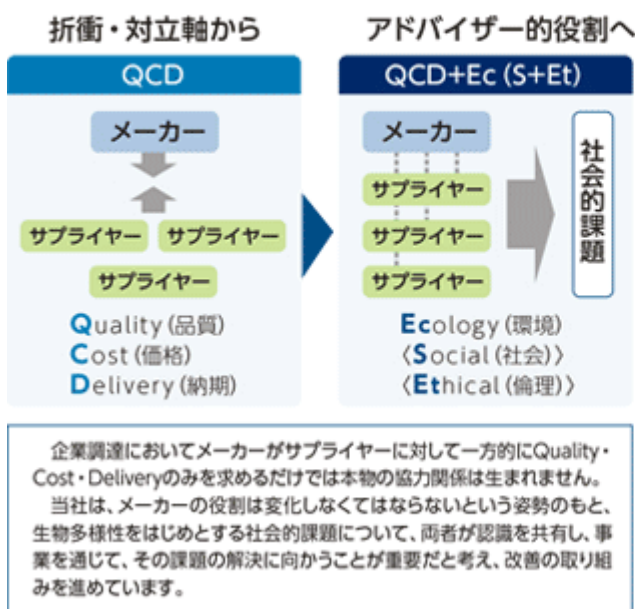 折衝・対立軸から
QCD
メーカー
サプライヤー サプライヤー
サプライヤー
Quality(品質)
Cost(価格)
Delivery(納期)
アドバイザー的役割へ
QCD+Ec(S+Et)
メーカー
サプライヤー
サプライヤー
サプライヤー
社会的課題
Ecology(環境)
〈Social(社会)〉
〈Ethical(倫理)〉
企業調達においてメーカーがサプライヤーに対して一方的にQuality・
Cost・Deliveryのみを求めるだけでは本物の協力関係は生まれません。
当社は、メーカーの役割は変化しなくてはならないという姿勢のもと、
生物多様性をはじめとする社会的課題について、両者が認識を共有し、事
業を通じて、その課題の解決に向かうことが重要だと考え、改善の取り組
みを進めています。